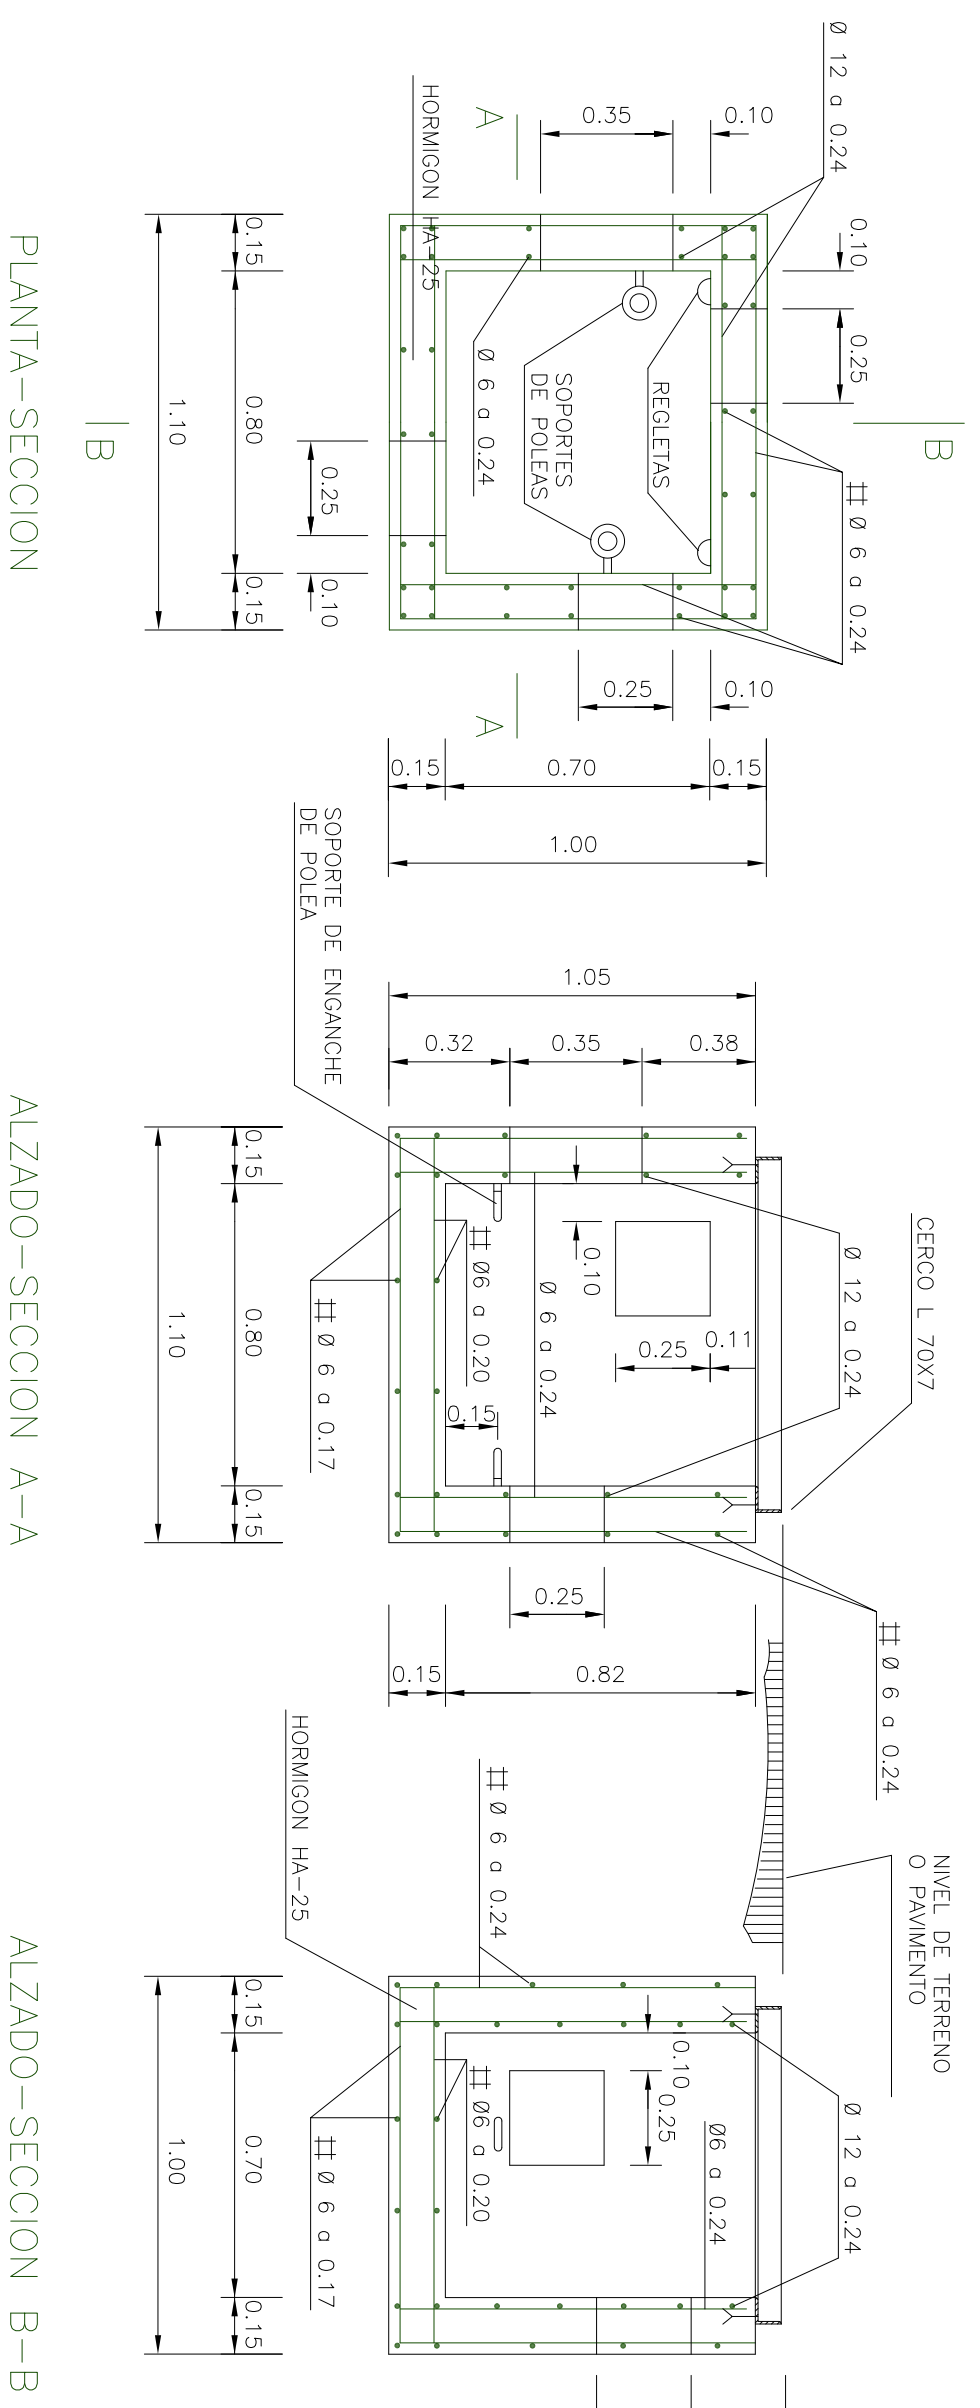 Ø 12 a 0.24
HORMIGON HA-25
A
0.35
0.10
0.10
0.25
B
# Ø 6 a 0.24
REGLETAS
SOPORTES
DE POLEAS
Ø 6 a 0.24
0.25
0.10
0.15
0.80
0.15
1.10
B
PLANTA-SECCION
A
0.25
0.10
0.15
0.70
0.15
1.00
SOPORTE DE ENGANCHE
DE POLEA
1.05
0.32
0.35
0.38
CERCO L 70X7
Ø 12 a 0.24
0.10
0.25
0.11
Ø 6 a 0.24
# Ø6 a 0.20
# Ø 6 a 0.17
0.15
0.15
0.80
0.15
1.10
ALZADO-SECCION A-A
0.25
0.15
0.82
# Ø 6 a 0.24
NIVEL DE TERRENO
O PAVIMENTO
# Ø 6 a 0.24
HORMIGON HA-25
Ø 12 a 0.24
0.10
0.25
Ø6 a 0.24
# Ø6 a 0.20
# Ø 6 a 0.17
0.15
0.70
0.15
1.00
ALZADO-SECCION B-B